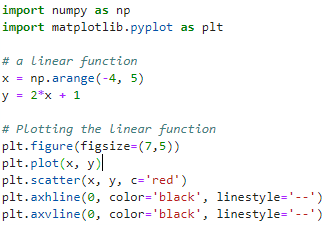 import numpy as np
import matplotlib.pyplot as plt
# a linear function
x = np.arange(-4, 5)
y = 2*x + 1
# Plotting the linear function
plt.figure(figsize=(7,5))
plt.plot(x, y)
plt.scatter(x, y, c='red')
plt.axhline(0, color='black', linestyle='--')
plt.axvline(0, color='black', linestyle='--')